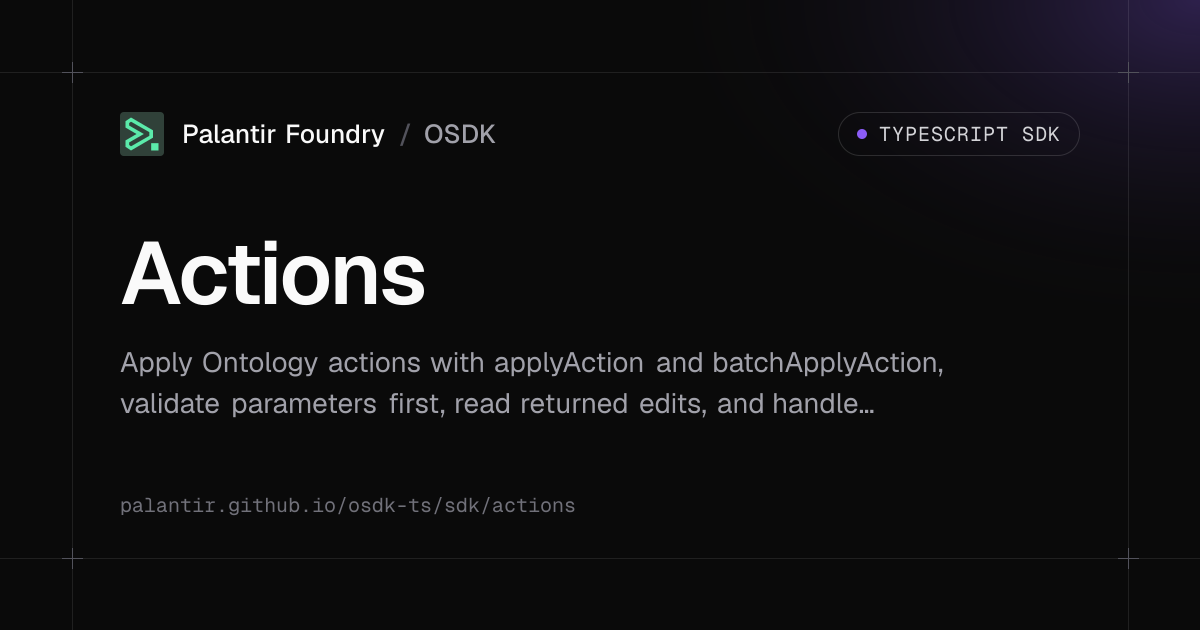 Palantir Foundry / OSDK
TYPESCRIPT SDK
Actions
Apply Ontology actions with applyAction and batchApplyAction,
validate parameters first, read returned edits, and handle…
palantir.github.io/osdk-ts/sdk/actions